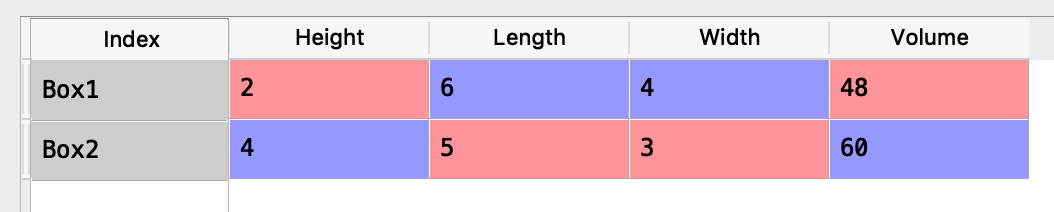 Index Height Length Width Volume
Box1 2 6 4 48
Box2 4 5 3 60